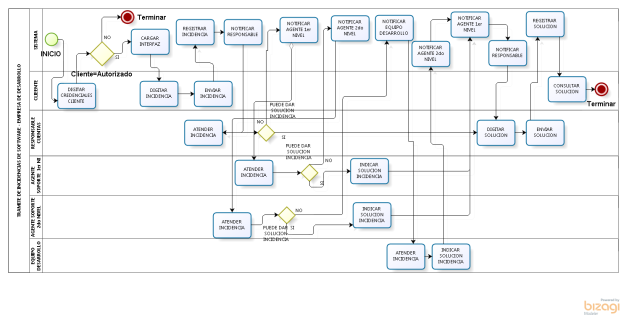 TRAMITE DE INCIDENCIAS DE SOFTWARE - EMPRESA DE DESARROLLO
SISTEMA
INICIO
NO
SI
Terminar
Cliente=Autorizado
CARGAR
INTERFAZ
REGISTRAR
INCIDENCIA
NOTIFICAR
RESPONSABLE
NOTIFICAR
AGENTE 1er
NIVEL
NOTIFICAR
AGENTE 2do
NIVEL
NOTIFICAR
EQUIPO
DESARROLLO
NOTIFICAR
AGENTE 2do
NIVEL
NOTIFICAR
AGENTE 1er
NIVEL
NOTIFICAR
RESPONSABLE
REGISTRAR
SOLUCION
CLIENTE
DIGITAR
CREDENCIALES
CLIENTE
DIGITAR
INCIDENCIA
ENVIAR
INCIDENCIA
CONSULTAR
SOLUCION
Terminar
RESPONSABLE
CUENTAS
ATENDER
INCIDENCIA
PUEDE DAR
SOLUCION
INCIDENCIA
NO
SI
DIGITAR
SOLUCION
ENVIAR
SOLUCION
AGENTE
SOPORTE 1er NI
ATENDER
INCIDENCIA
PUEDE DAR
SOLUCION
INCIDENCIA
NO
SI
INDICAR
SOLUCION
INCIDENCIA
AGENTE SOPORTE
2do NIVEL
ATENDER
INCIDENCIA
NO
PUEDE DAR
SOLUCION
INCIDENCIA
SI
INDICAR
SOLUCION
INCIDENCIA
EQUIPO
DESARROLLO
ATENDER
INCIDENCIA
INDICAR
SOLUCION
INCIDENCIA
Powered by
bizagi
Modeler